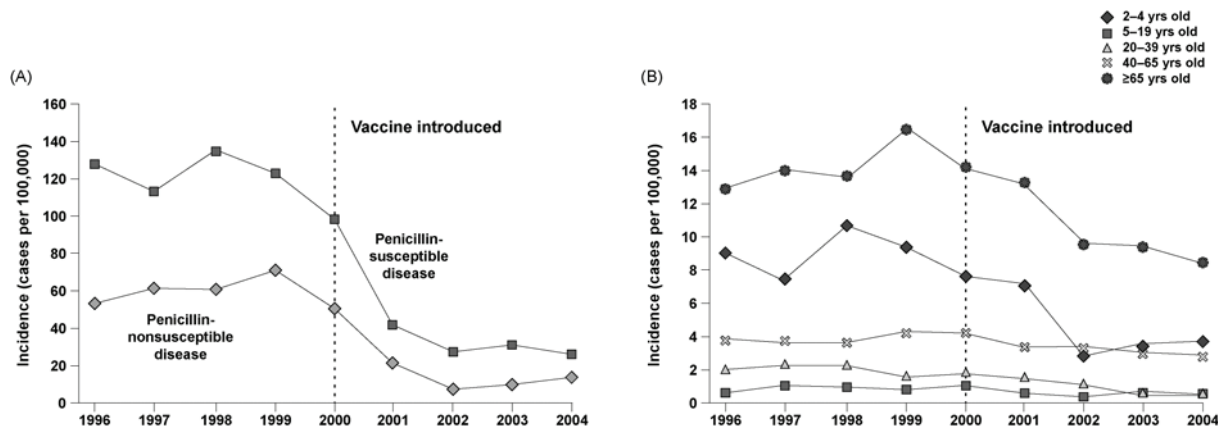 (A)
Incidence (cases per 100,000)
160
140
120
100
80
60
40
20
0
Vaccine introduced
Penicillin-
susceptible
disease
Penicillin-
nonsusceptible
disease
1996 1997 1998 1999 2000 2001 2002 2003 2004
2–4 yrs old
5–19 yrs old
20–39 yrs old
40–65 yrs old
≥65 yrs old
(B)
Incidence (cases per 100,000)
18
16
14
12
10
8
6
4
2
0
Vaccine introduced
1996 1997 1998 1999 2000 2001 2002 2003 2004